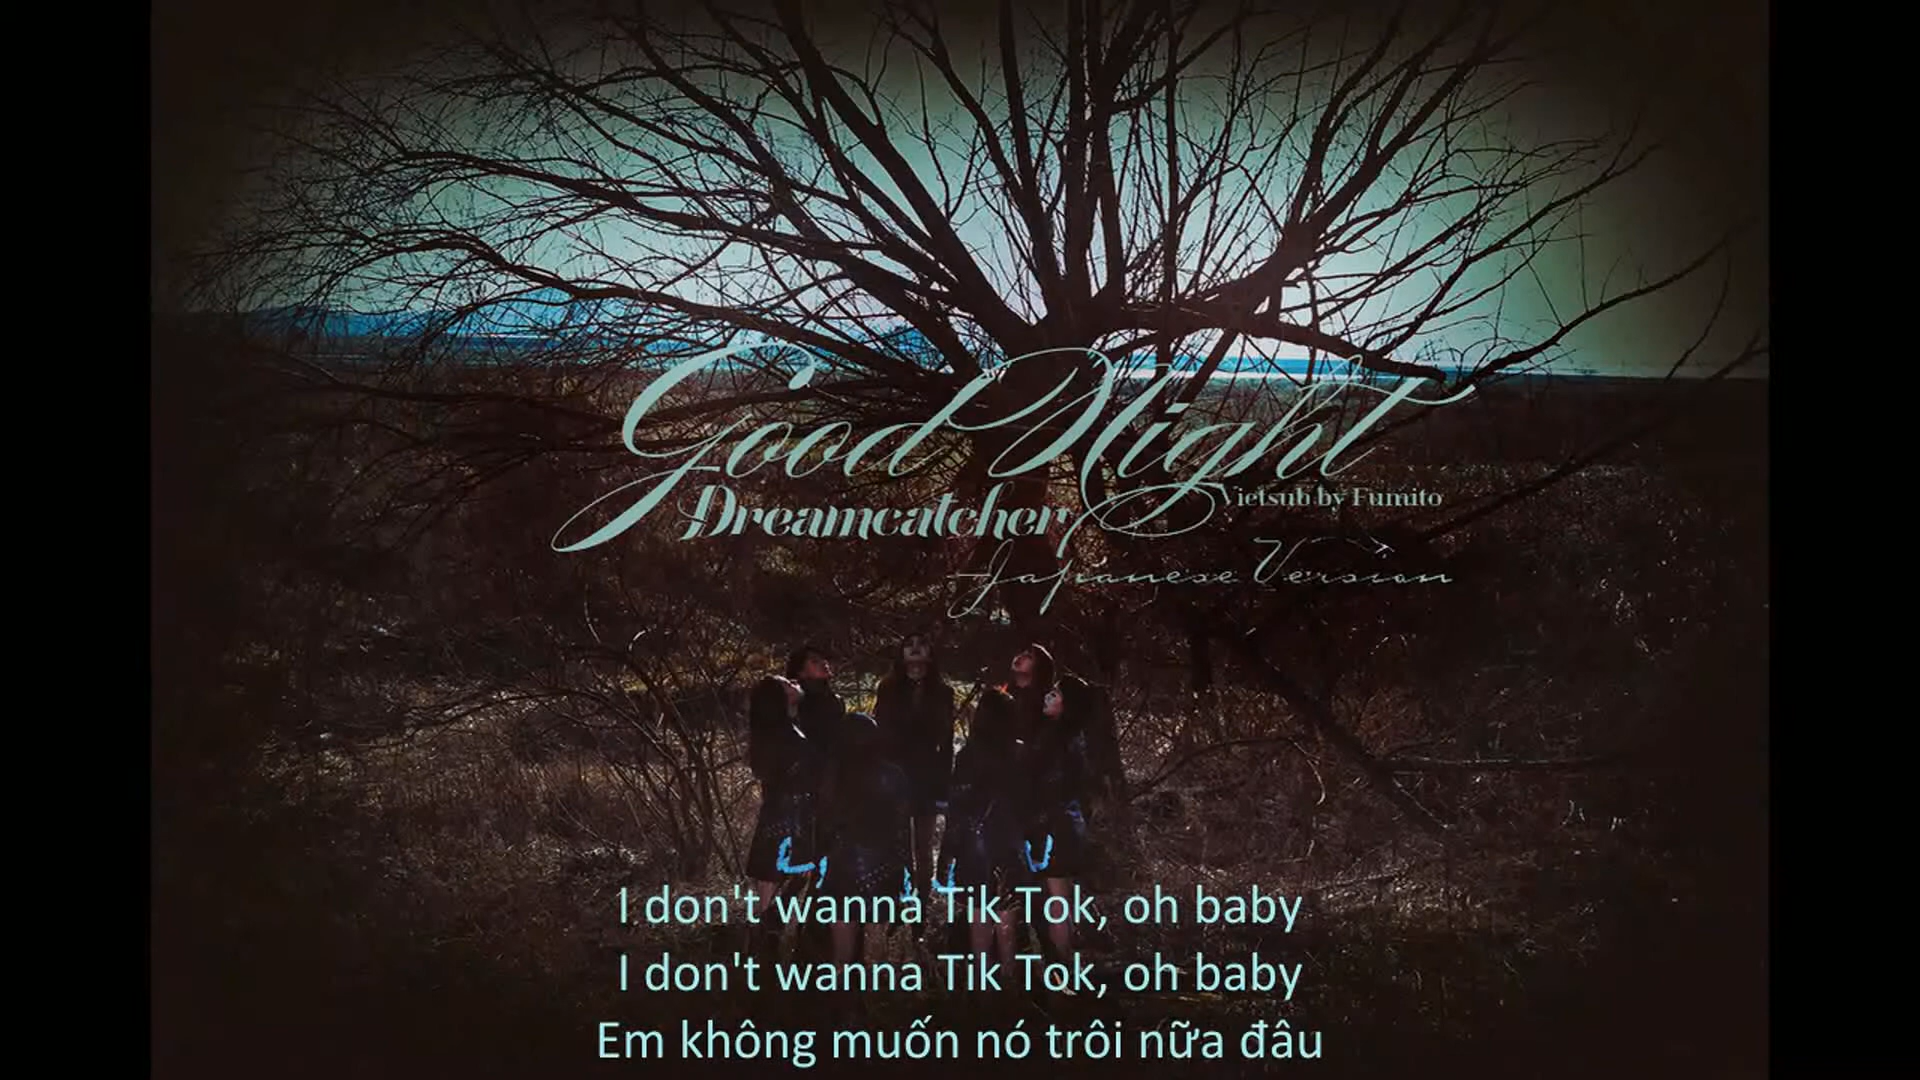 Good Night
Dreamcatcher
Vietsub by Fumito
Japanese Version
I don't wanna Tik Tok, oh baby
I don't wanna Tik Tok, oh baby
Em không muốn nó trôi nữa đâu